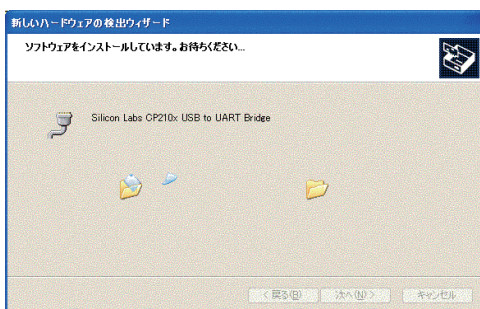 新しいハードウェアの検出ウィザード
ソフトウェアをインストールしています。お待ちください...
Silicon Labs CP210x USB to UART Bridge
< 戻る(B)
次へ(N) >
キャンセル